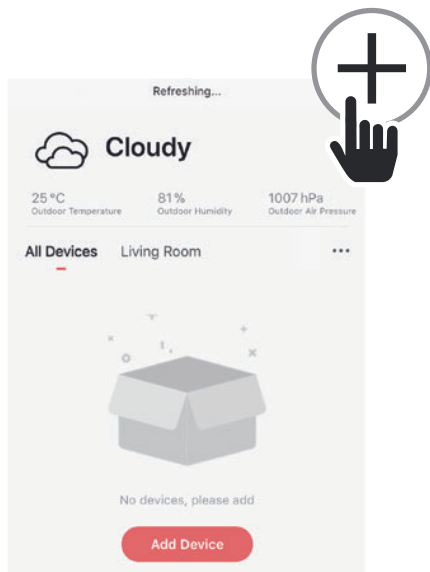 Refreshing...
Cloudy
25 °C 81% 1007 hPa
Outdoor Temperature Outdoor Humidity Outdoor Air Pressure
All Devices Living Room ...
No devices, please add
Add Device